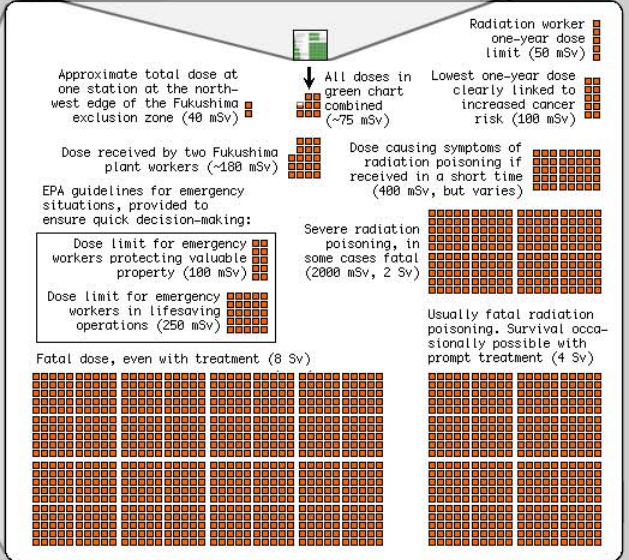 Radiation worker
one-year dose
limit (50 mSv)
Approximate total dose at
one station at the north-
west edge of the Fukushima
exclusion zone (40 mSv)
All doses in
green chart
combined
(~75 mSv)
Lowest one-year dose
clearly linked to
increased cancer
risk (100 mSv)
Dose received by two Fukushima
plant workers (~180 mSv)
Dose causing symptoms of
radiation poisoning if
received in a short time
(400 mSv, but varies)
EPA guidelines for emergency
situations, provided to
ensure quick decision-making:
Dose limit for emergency
workers protecting valuable
property (100 mSv)
Dose limit for emergency
workers in lifesaving
operations (250 mSv)
Severe radiation
poisoning, in
some cases fatal
(2000 mSv, 2 Sv)
Usually fatal radiation
poisoning. Survival occa-
sionally possible with
prompt treatment (4 Sv)
Fatal dose, even with treatment (8 Sv)